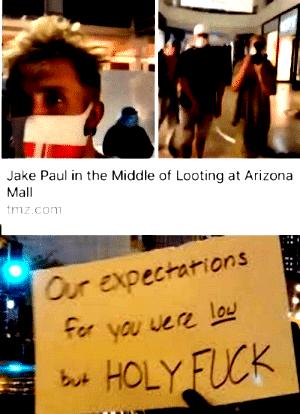 Jake Paul in the Middle of Looting at Arizona
Mall
tmz.com
Our expectations
for you were low
but HOLY FUCK